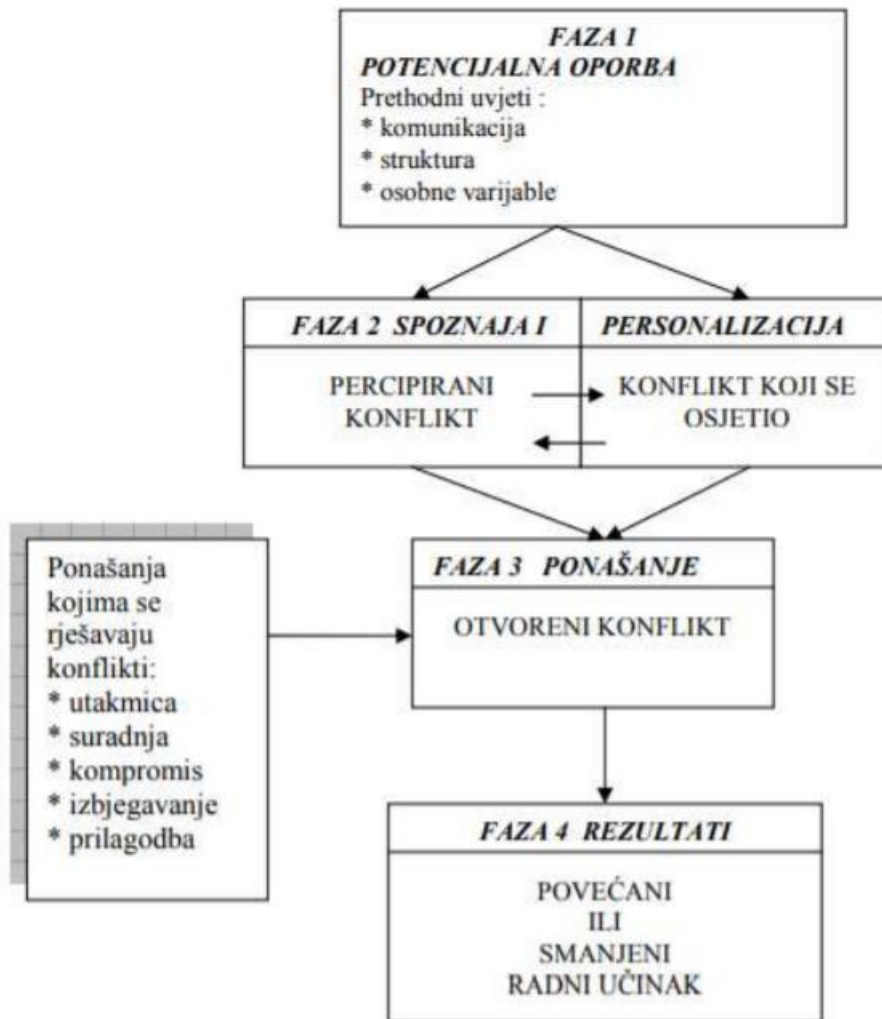 FAZA 1
POTENCIJALNA OPORBA
Prethodni uvjeti :
* komunikacija
* struktura
* osobne varijable
FAZA 2 SPOZNAJA I
PERSONALIZACIJA
PERCIPIRANI
KONFLIKT
KONFLIKT KOJI SE
OSJETIO
Ponašanja
kojima se
rješavaju
konflikti:
* utakmica
* suradnja
* kompromis
* izbjegavanje
* prilagodba
FAZA 3 PONAŠANJE
OTVORENI KONFLIKT
FAZA 4 REZULTATI
POVEĆANI
ILI
SMANJENI
RADNI UČINAK